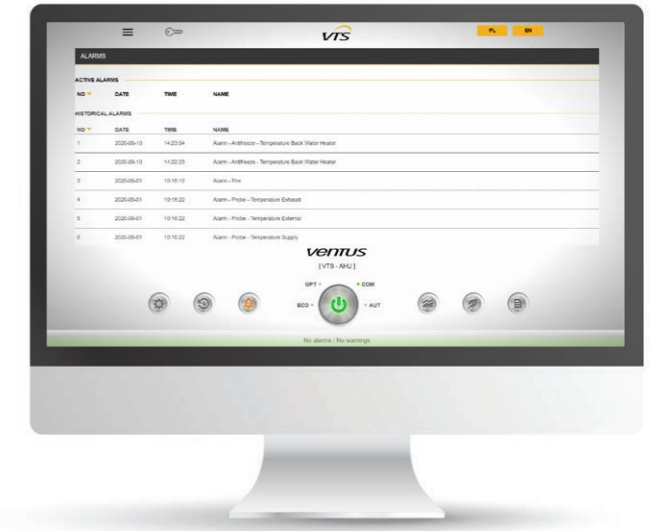 VTS
PL EN
ALARMS
ACTIVE ALARMS
NO DATE TIME NAME
HISTORICAL ALARMS
NO DATE TIME NAME
1 2020-09-10 14:23:04 Alarm - Antifreeze - Temperature Back Water Heater
2 2020-09-10 14:22:25 Alarm - Antifreeze - Temperature Back Water Heater
3 2020-09-01 10:16:12 Alarm - Fire
4 2020-09-01 10:16:22 Alarm - Probe - Temperature Exhaust
5 2020-09-01 10:16:22 Alarm - Probe - Temperature External
6 2020-09-01 10:16:22 Alarm - Probe - Temperature Supply
VENTUS
[ VTS - AHU ]
OPT COM
ECO AUT
No alarms / No warnings